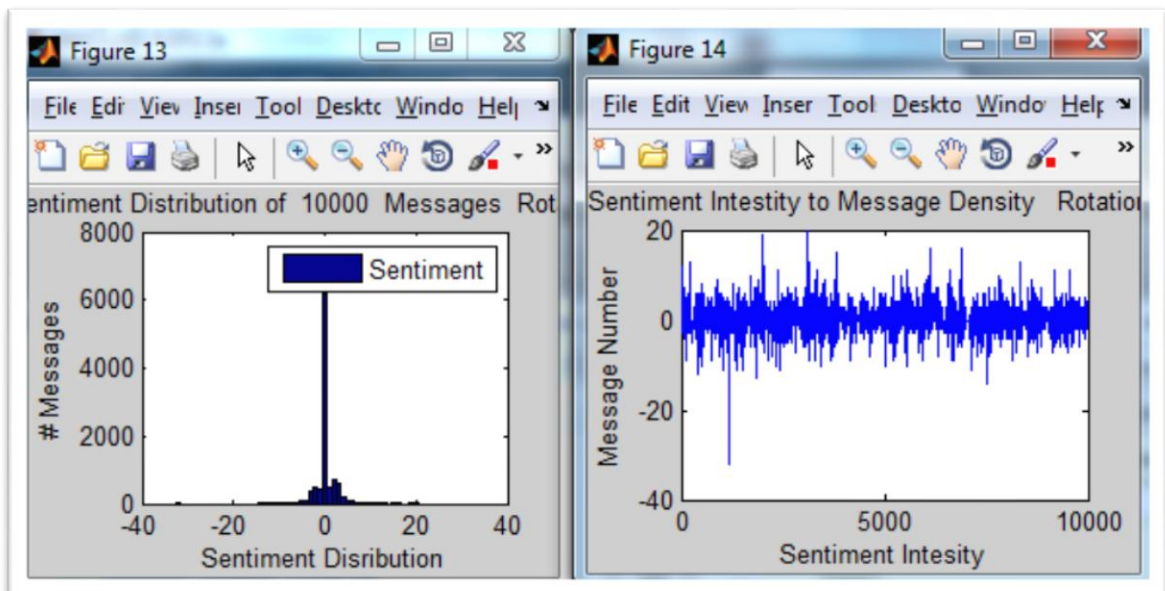 Figure 13
File Edi View Inser Tool Deskto Windo Help
entiment Distribution of 10000 Messages Rot
8000
6000
4000
2000
0
# Messages
Sentiment
-40 -20 0 20 40
Sentiment Disribution
Figure 14
File Edit View Inser Tool Deskto Windo Help
Sentiment Intestity to Message Density Rotation
20
0
-20
-40
Message Number
0 5000 10000
Sentiment Intesity